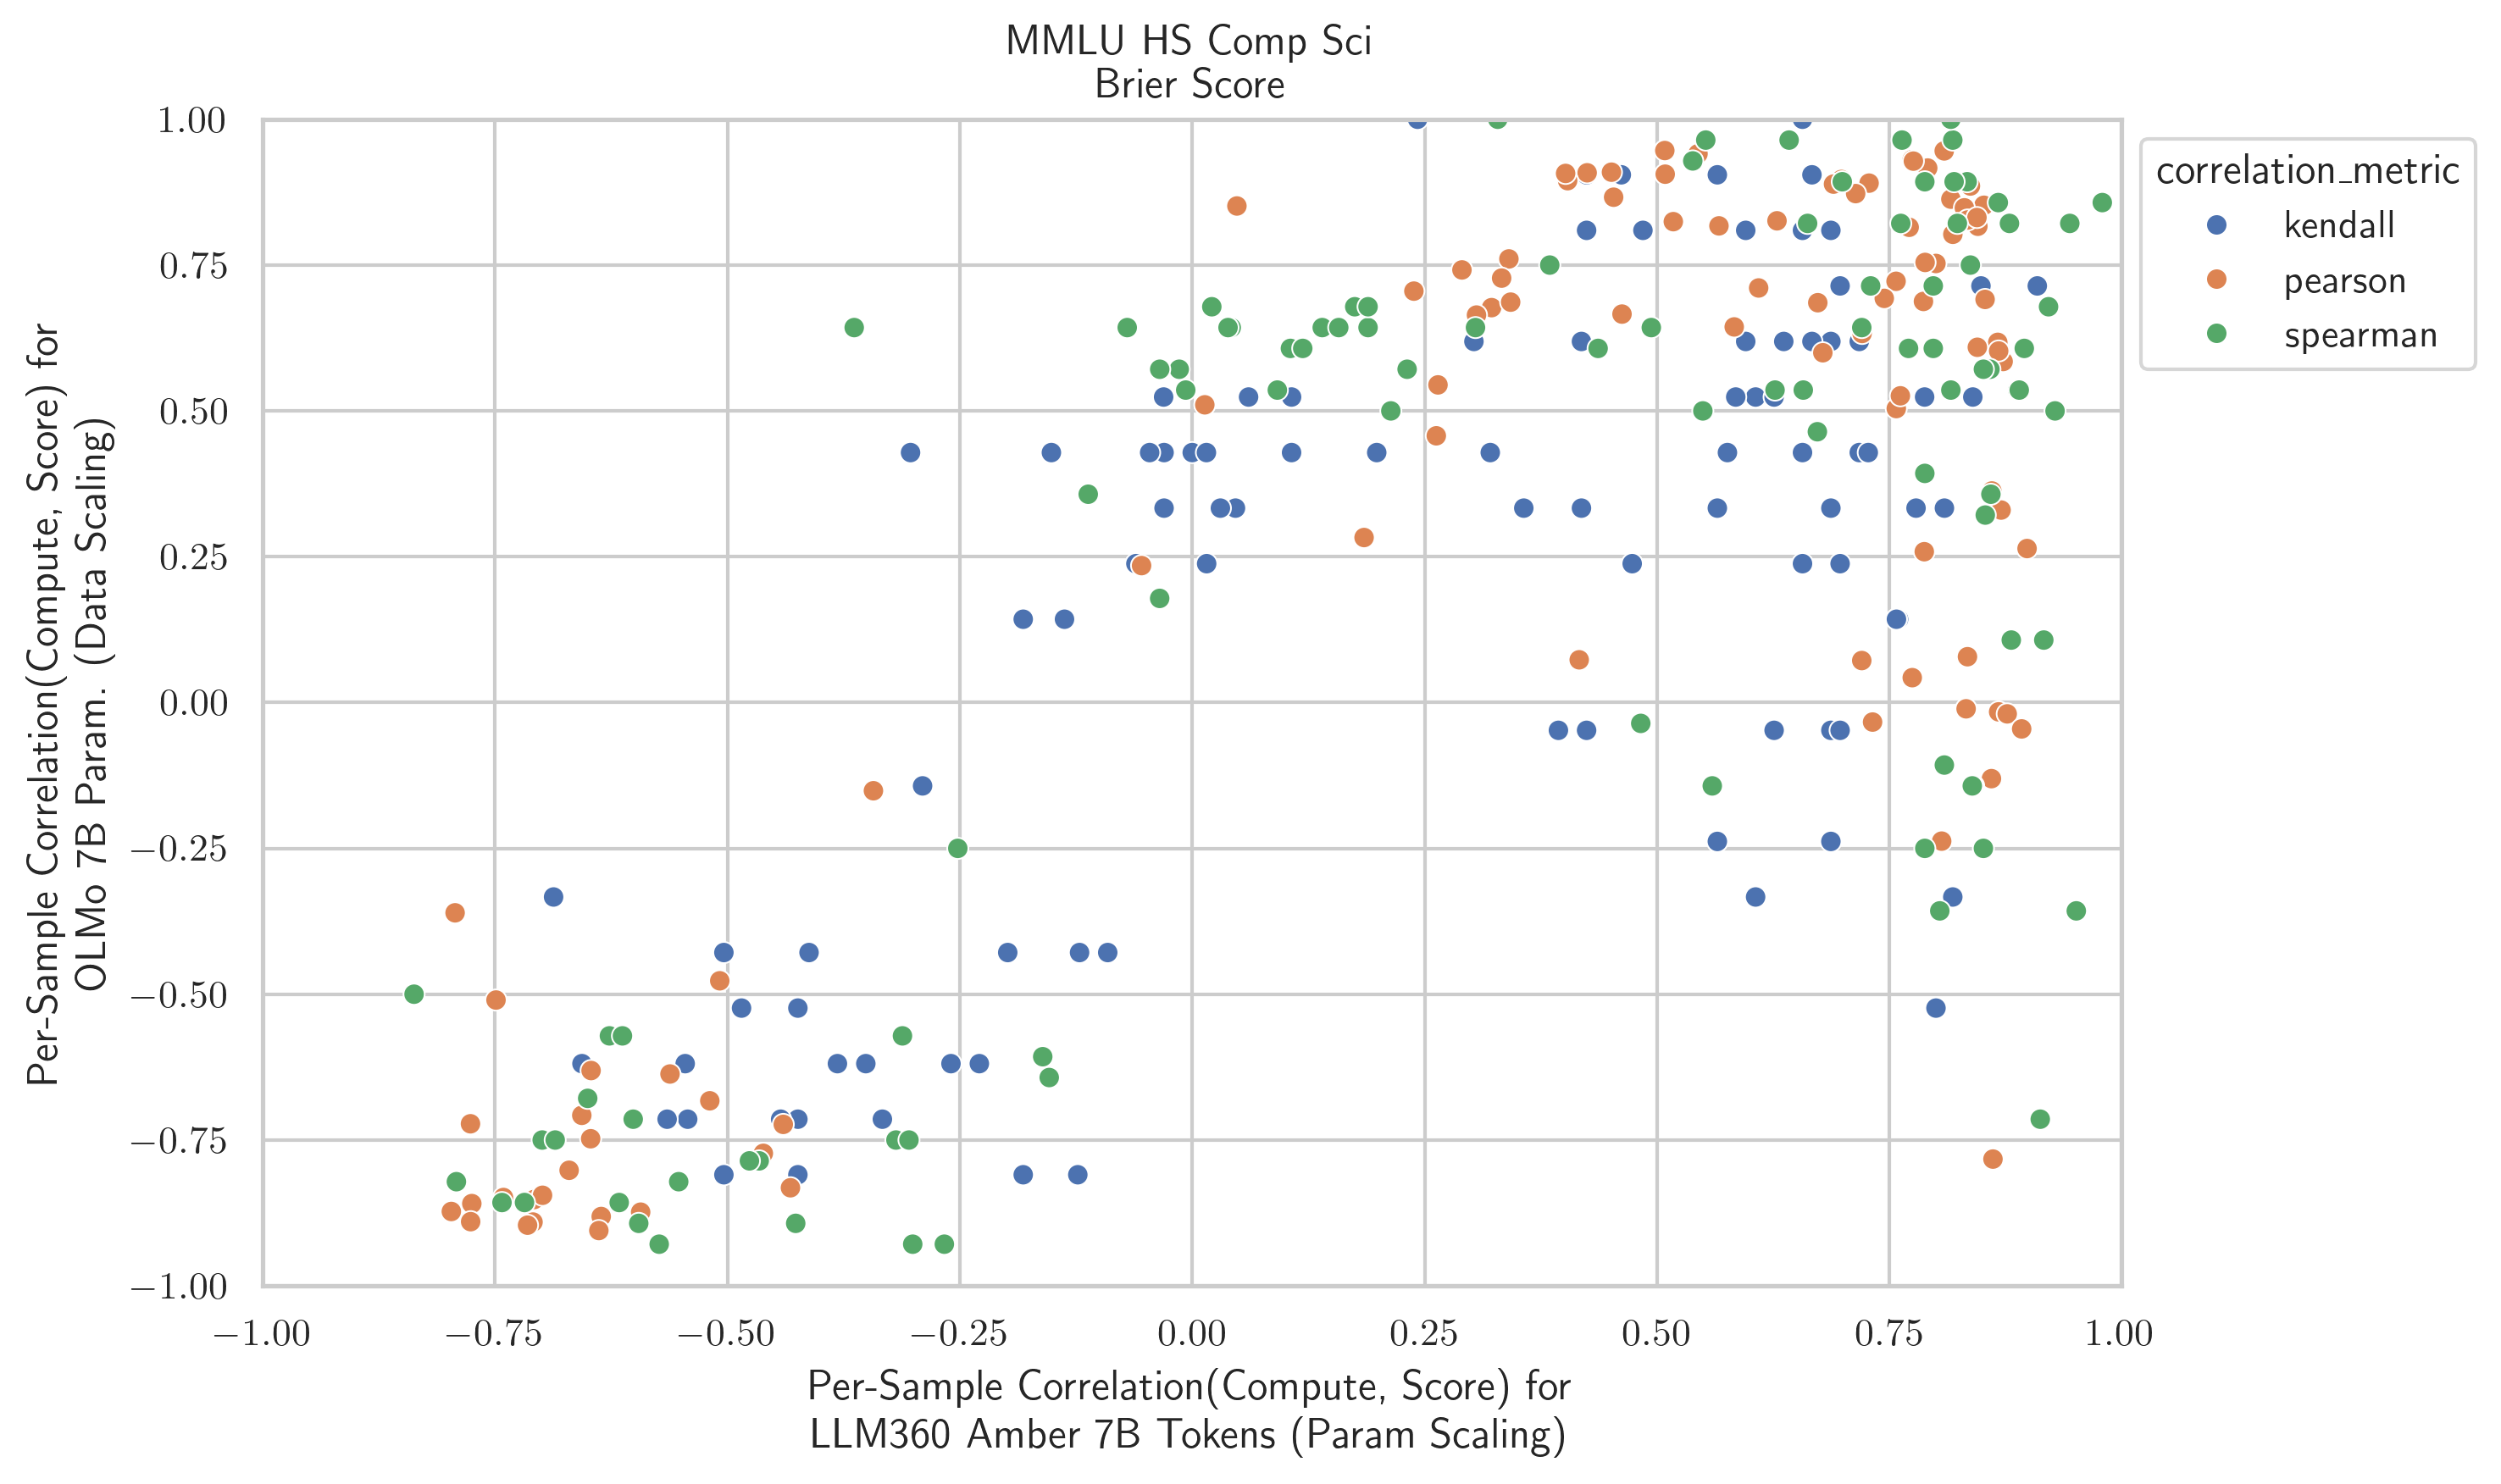 MMLU HS Comp Sci
Brier Score
Per-Sample Correlation(Compute, Score) for
OLMo 7B Param. (Data Scaling)
1.00
0.75
0.50
0.25
0.00
−0.25
−0.50
−0.75
−1.00
−1.00 −0.75 −0.50 −0.25 0.00 0.25 0.50 0.75 1.00
Per-Sample Correlation(Compute, Score) for
LLM360 Amber 7B Tokens (Param Scaling)
correlation_metric
kendall
pearson
spearman